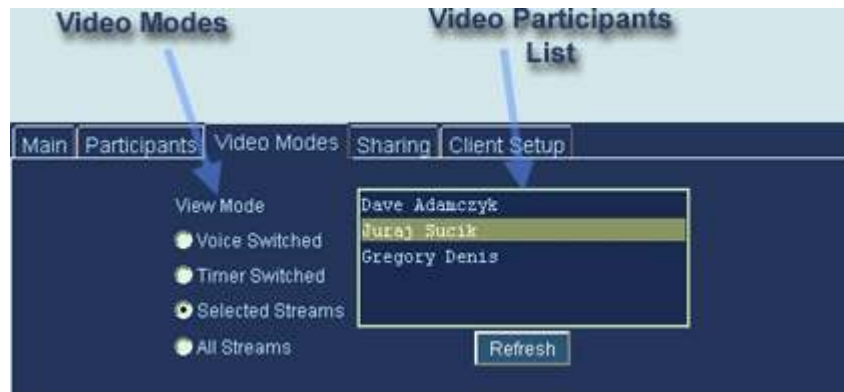 Video Modes
Video Participants
List
Main Participants Video Modes Sharing Client Setup
View Mode
Voice Switched
Timer Switched
Selected Streams
All Streams
Dave Adamczyk
Juraj Sucik
Gregory Denis
Refresh